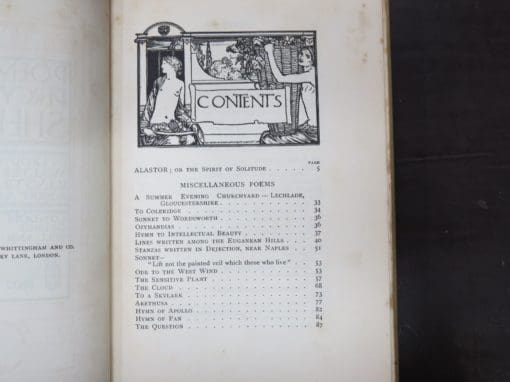 WHITTINGHAM AND CO.
LANE, LONDON.
CONTENTS
PAGE
ALASTOR; OR THE SPIRIT OF SOLITUDE . . . . . 5
MISCELLANEOUS POEMS
A SUMMER EVENING CHURCHYARD—LECHLADE,
GLOUCESTERSHIRE . . . . . . . . 33
TO COLERIDGE . . . . . . . . . . 34
SONNET TO WORDSWORTH . . . . . . . 36
OZYMANDIAS . . . . . . . . . . 36
HYMN TO INTELLECTUAL BEAUTY . . . . . . 37
LINES WRITTEN AMONG THE EUGANEAN HILLS . . . 40
STANZAS WRITTEN IN DEJECTION, NEAR NAPLES . . 51
SONNET—
"Lift not the painted veil which those who live" . . 53
ODE TO THE WEST WIND . . . . . . . 53
THE SENSITIVE PLANT . . . . . . . . 57
THE CLOUD . . . . . . . . . . 68
TO A SKYLARK . . . . . . . . . . 73
ARETHUSA . . . . . . . . . . 77
HYMN OF APOLLO . . . . . . . . . 82
HYMN OF PAN . . . . . . . . . . 84
THE QUESTION . . . . . . . . . . 87